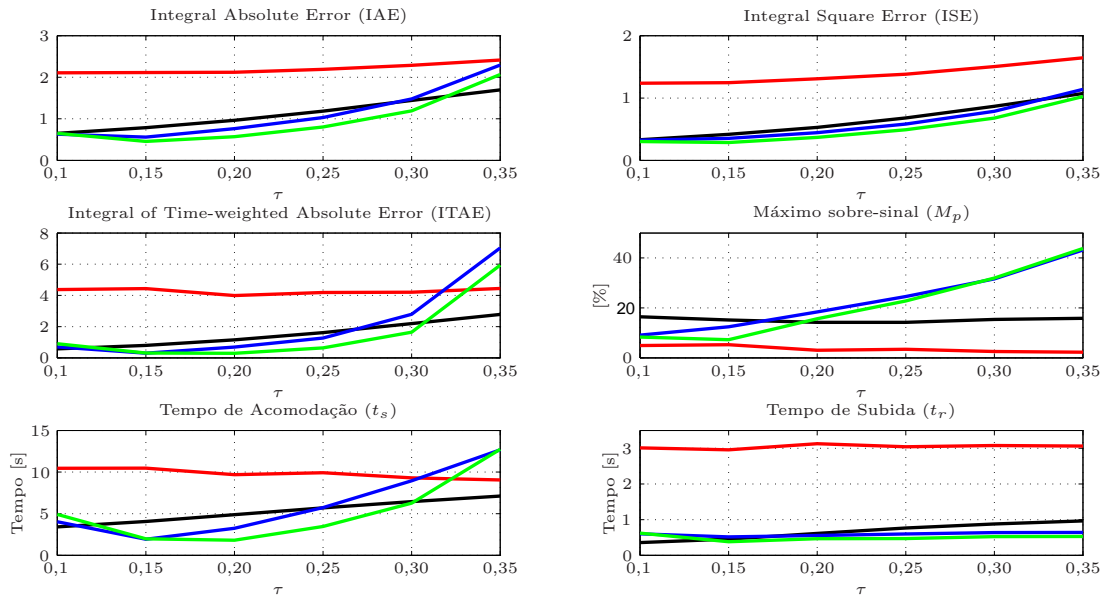 Integral Absolute Error (IAE)
3
2
1
0
0,1 0,15 0,20 0,25 0,30 0,35
τ
Integral Square Error (ISE)
2
1
0
0,1 0,15 0,20 0,25 0,30 0,35
τ
Integral of Time-weighted Absolute Error (ITAE)
8
6
4
2
0
0,1 0,15 0,20 0,25 0,30 0,35
τ
Máximo sobre-sinal (Mp)
[%]
40
20
0
0,1 0,15 0,20 0,25 0,30 0,35
τ
Tempo de Acomodação (ts)
Tempo [s]
15
10
5
0
0,1 0,15 0,20 0,25 0,30 0,35
τ
Tempo de Subida (tr)
Tempo [s]
3
2
1
0
0,1 0,15 0,20 0,25 0,30 0,35
τ